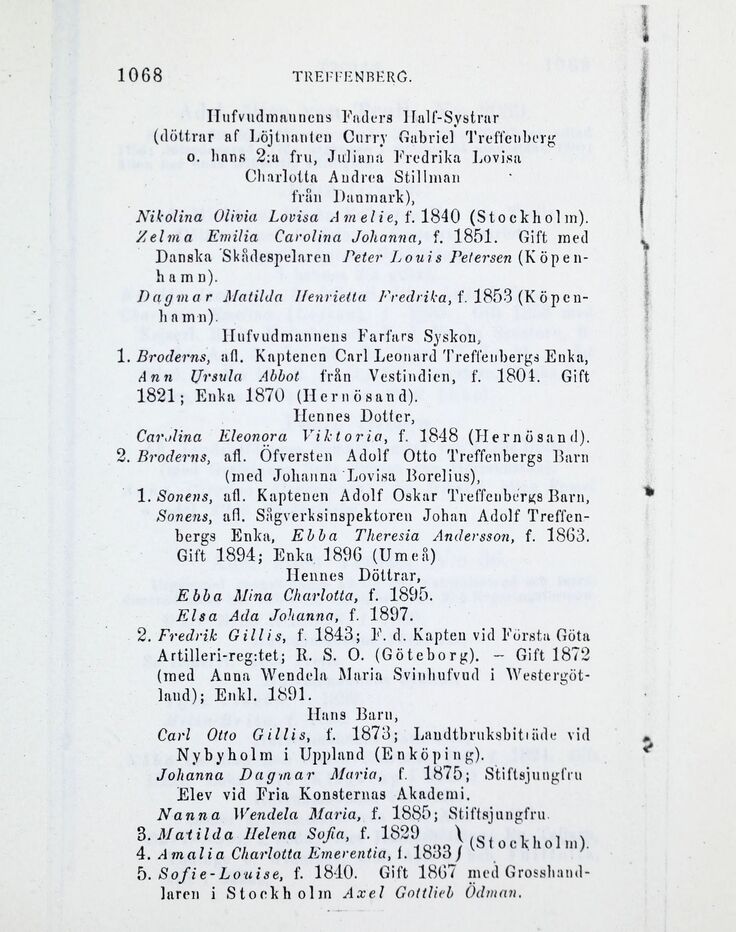 1068 TREFFENBERG.
Hufvudmannens Faders Half-Systrar
(döttrar af Löjtnanten Curry Gabriel Treffenberg
o. hans 2:a fru, Juliana Fredrika Lovisa
Charlotta Andrea Stillman
från Danmark),
Nikolina Olivia Lovisa Amelie, f. 1840 (Stockholm).
Zelma Emilia Carolina Johanna, f. 1851. Gift med
Danska Skådespelaren Peter Louis Petersen (Köpen-
hamn).
Dagmar Matilda Henrietta Fredrika, f. 1853 (Köpen-
hamn).
Hufvudmannens Farfars Syskon,
1. Broderns, afl. Kaptenen Carl Leonard Treffenbergs Enka,
Ann Ursula Abbot från Vestindien, f. 1804. Gift
1821; Enka 1870 (Hernösand).
Hennes Dotter,
Carolina Eleonora Viktoria, f. 1848 (Hernösand).
2. Broderns, afl. Öfversten Adolf Otto Treffenbergs Barn
(med Johanna Lovisa Borelius),
1. Sonens, afl. Kaptenen Adolf Oskar Treffenbergs Barn,
Sonens, afl. Sågverksinspektoren Johan Adolf Treffen-
bergs Enka, Ebba Theresia Andersson, f. 1863.
Gift 1894; Enka 1896 (Umeå)
Hennes Döttrar,
Ebba Mina Charlotta, f. 1895.
Elsa Ada Johanna, f. 1897.
2. Fredrik Gillis, f. 1843; F. d. Kapten vid Första Göta
Artilleri-reg:tet; R. S. O. (Göteborg). — Gift 1872
(med Anna Wendela Maria Svinhufvud i Westergöt-
land); Enkl. 1891.
Hans Barn,
Carl Otto Gillis, f. 1873; Landtbruksbiträde vid
Nybyholm i Uppland (Enköping).
Johanna Dagmar Maria, f. 1875; Stiftsjungfru
Elev vid Fria Konsternas Akademi.
Nanna Wendela Maria, f. 1885; Stiftsjungfru.
3. Matilda Helena Sofia, f. 1829
4. Amalia Charlotta Emerentia, f. 1833 } (Stockholm).
5. Sofie-Louise, f. 1840. Gift 1867 med Grosshand-
laren i Stockholm Axel Gottlieb Ödman.